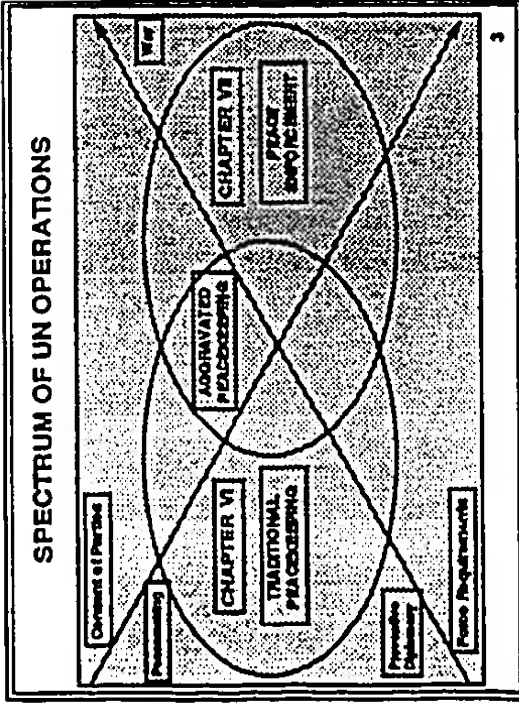 SPECTRUM OF UN OPERATIONS
Consent of Parties
War
Peacemaking
CHAPTER VI
AGGRAVATED
PEACEKEEPING
CHAPTER VII
TRADITIONAL
PEACEKEEPING
PEACE
ENFORCEMENT
Preventive
Diplomacy
Force Requirements
3